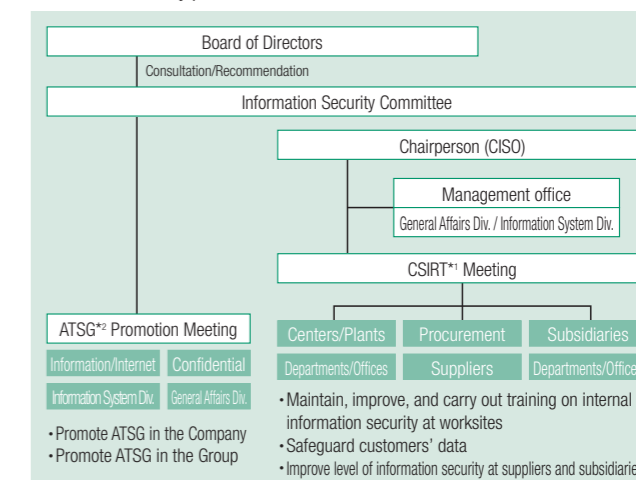 Board of Directors
Consultation/Recommendation
Information Security Committee
Chairperson (CISO)
Management office
General Affairs Div. / Information System Div.
CSIRT*1 Meeting
ATSG*2 Promotion Meeting
Centers/Plants
Procurement
Subsidiaries
Information/Internet
Confidential
Departments/Offices
Suppliers
Departments/Office
Information System Div.
General Affairs Div.
•Promote ATSG in the Company
•Promote ATSG in the Group
•Maintain, improve, and carry out training on internal
information security at worksites
•Safeguard customers' data
•Improve level of information security at suppliers and subsidiarie